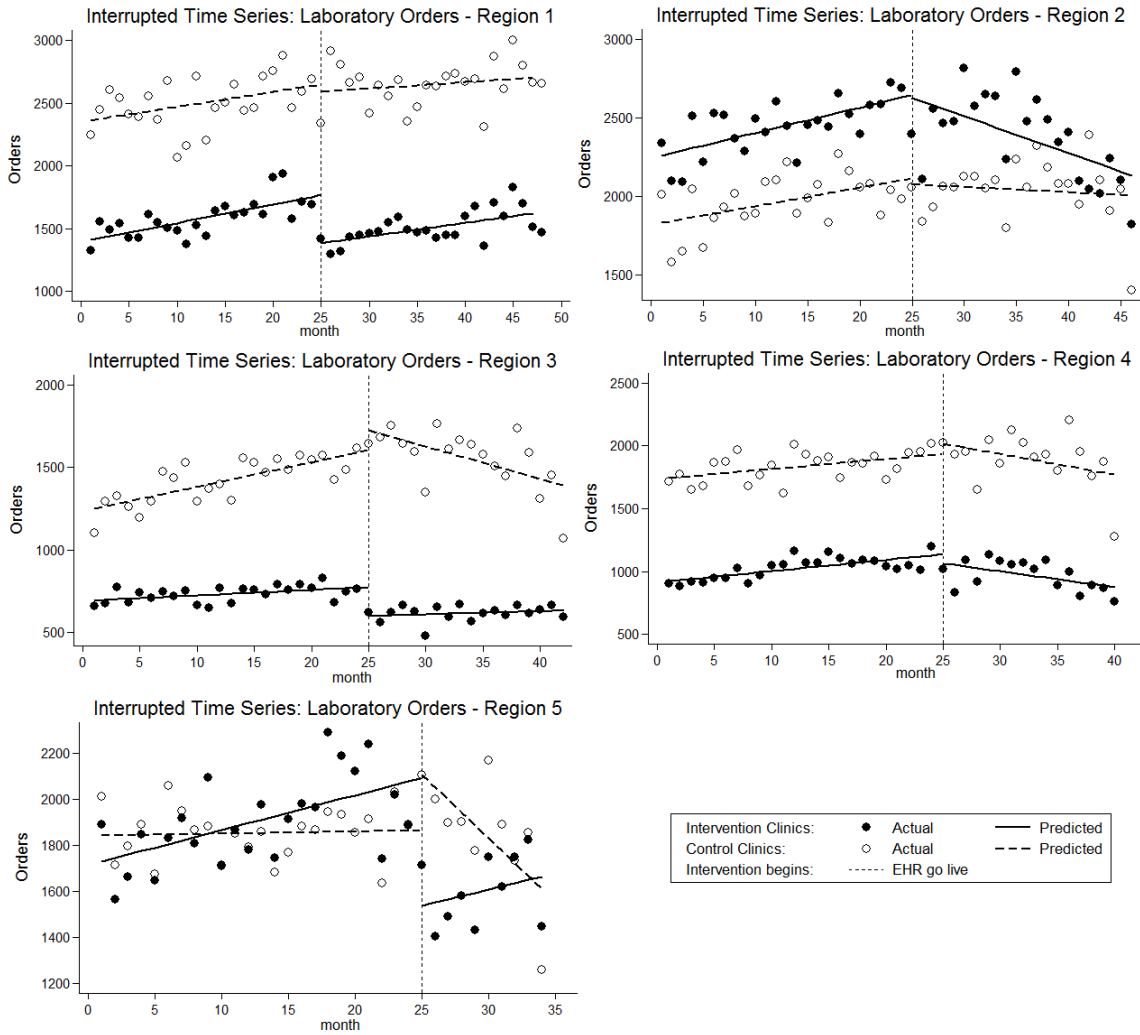 Interrupted Time Series: Laboratory Orders - Region 1
3000
2500
2000
1500
1000
Orders
0 5 10 15 20 25 30 35 40 45 50
month
Interrupted Time Series: Laboratory Orders - Region 2
3000
2500
2000
1500
Orders
0 5 10 15 20 25 30 35 40 45
month
Interrupted Time Series: Laboratory Orders - Region 3
2000
1500
1000
500
Orders
0 5 10 15 20 25 30 35 40
month
Interrupted Time Series: Laboratory Orders - Region 4
2500
2000
1500
1000
500
Orders
0 5 10 15 20 25 30 35 40
month
Interrupted Time Series: Laboratory Orders - Region 5
2200
2000
1800
1600
1400
1200
Orders
0 5 10 15 20 25 30 35
month
Intervention Clinics: Actual Predicted
Control Clinics: Actual Predicted
Intervention begins: EHR go live